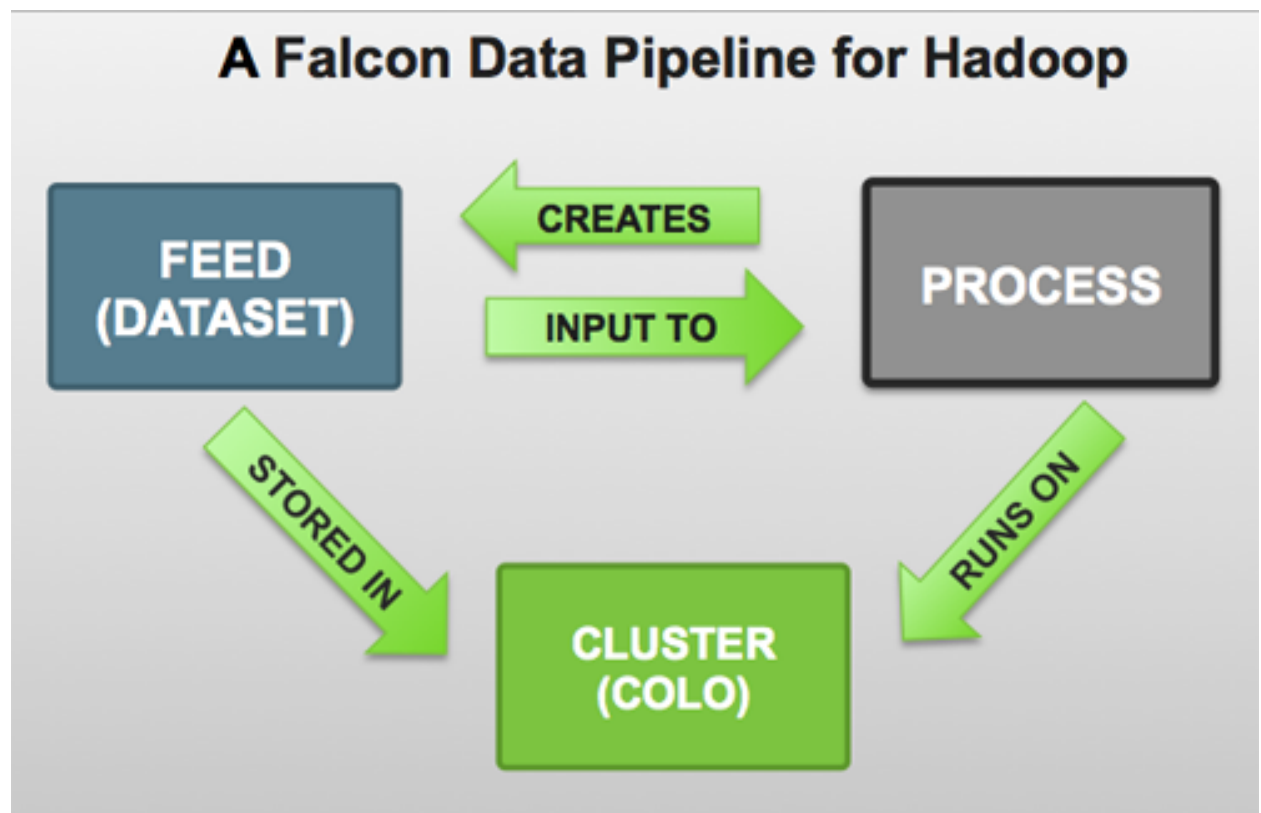 A Falcon Data Pipeline for Hadoop
FEED
(DATASET)
CREATES
INPUT TO
PROCESS
STORED IN
RUNS ON
CLUSTER
(COLO)